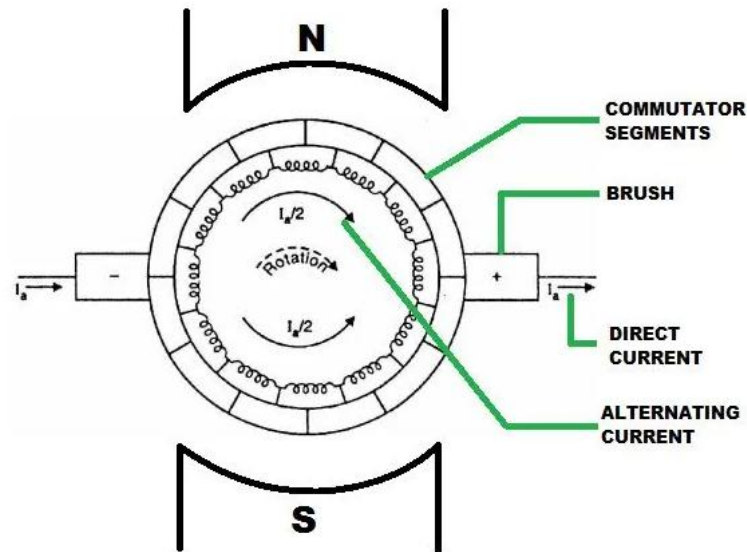 N
COMMUTATOR
SEGMENTS
BRUSH
Iₐ/2
Rotation
−
+
Iₐ
Iₐ
Iₐ/2
DIRECT
CURRENT
ALTERNATING
CURRENT
S